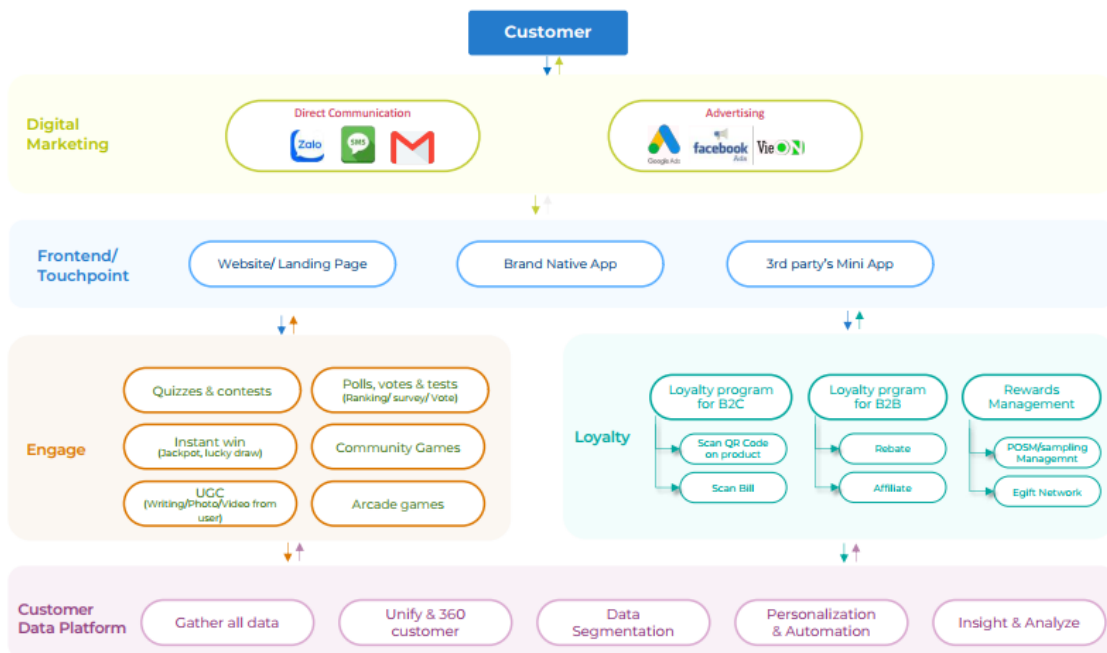 Customer
Digital
Marketing
Direct Communication
Zalo
SMS
Advertising
Google Ads
facebook
Ads
VieON
Frontend/
Touchpoint
Website/ Landing Page
Brand Native App
3rd party's Mini App
Engage
Quizzes & contests
Polls, votes & tests
(Ranking/ survey/ Vote)
Instant win
(Jackpot, lucky draw)
Community Games
UGC
(Writing/Photo/Video from
user)
Arcade games
Loyalty
Loyalty program
for B2C
Scan QR Code
on product
Scan Bill
Loyalty prgram
for B2B
Rebate
Affiliate
Rewards
Management
POSM/sampling
Managemnt
Egift Network
Customer
Data Platform
Gather all data
Unify & 360
customer
Data
Segmentation
Personalization
& Automation
Insight & Analyze